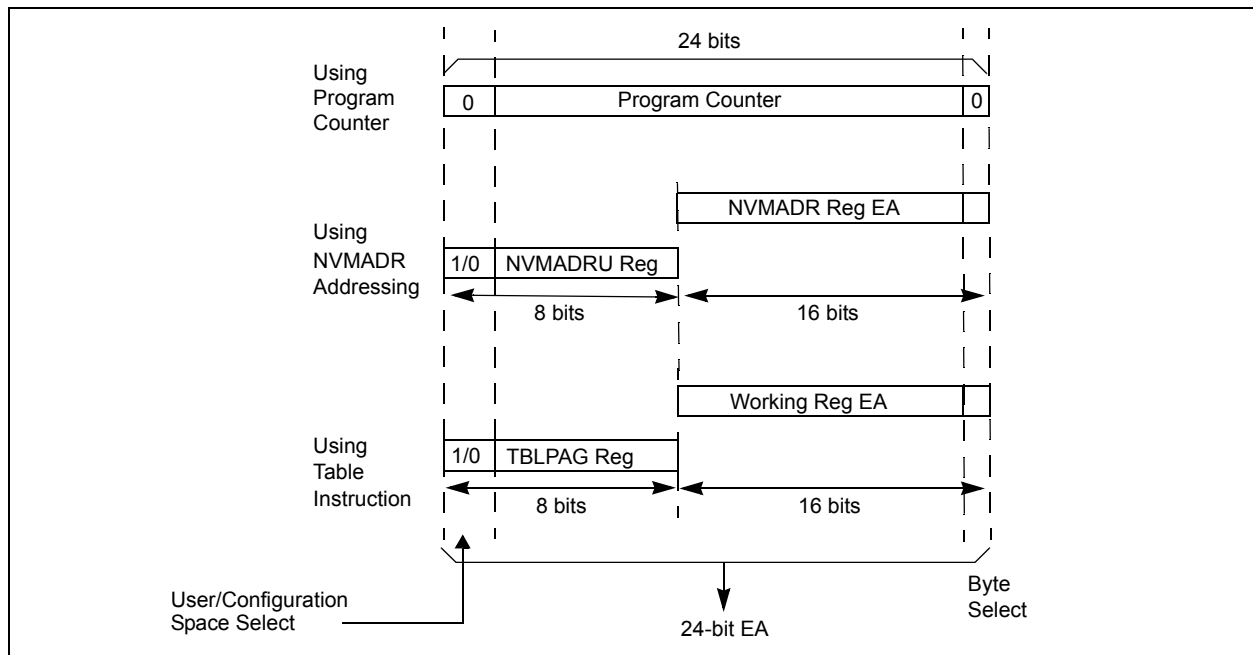 24 bits
Using
Program
Counter
0
Program Counter
0
NVMADR Reg EA
Using
NVMADR
Addressing
1/0
NVMADRU Reg
8 bits
16 bits
Working Reg EA
Using
Table
Instruction
1/0
TBLPAG Reg
8 bits
16 bits
User/Configuration
Space Select
24-bit EA
Byte
Select